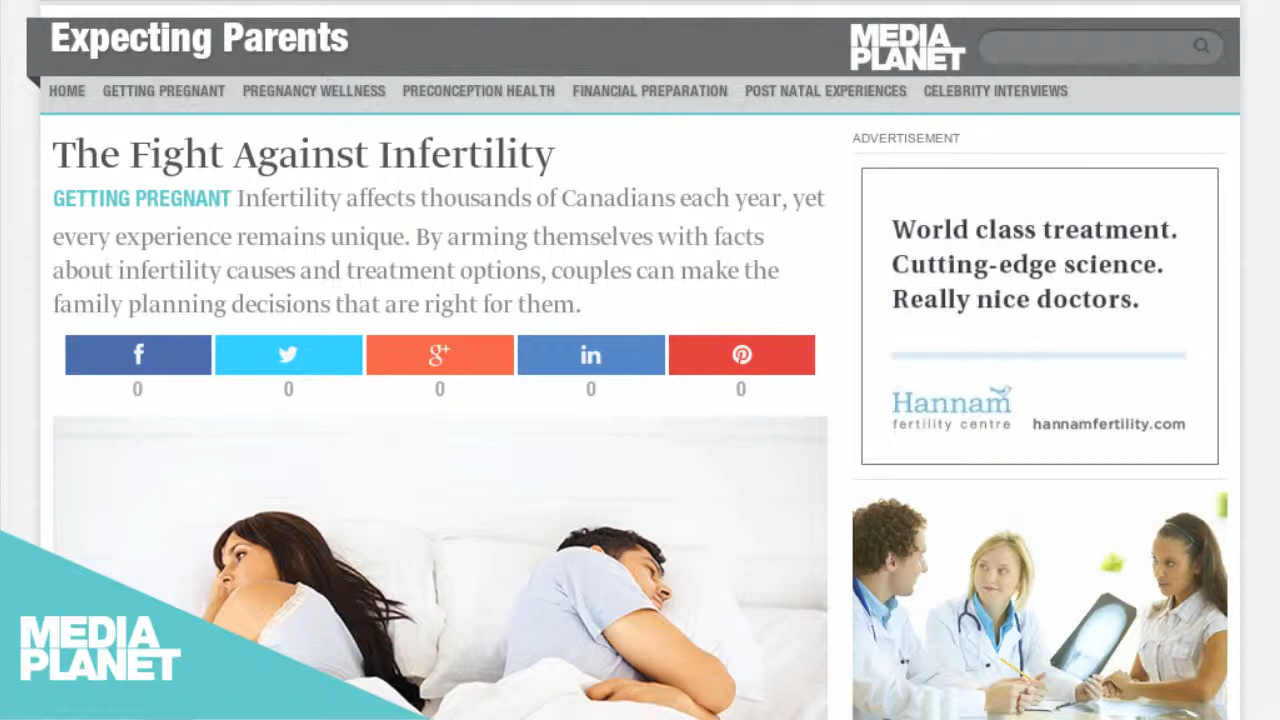 Expecting Parents
MEDIA
PLANET
HOME GETTING PREGNANT PREGNANCY WELLNESS PRECONCEPTION HEALTH FINANCIAL PREPARATION POST NATAL EXPERIENCES CELEBRITY INTERVIEWS
The Fight Against Infertility
GETTING PREGNANT Infertility affects thousands of Canadians each year, yet
every experience remains unique. By arming themselves with facts
about infertility causes and treatment options, couples can make the
family planning decisions that are right for them.
f g+ in
0 0 0 0 0
ADVERTISEMENT
World class treatment.
Cutting-edge science.
Really nice doctors.
Hannam
fertility centre hannamfertility.com
MEDIA
PLANET